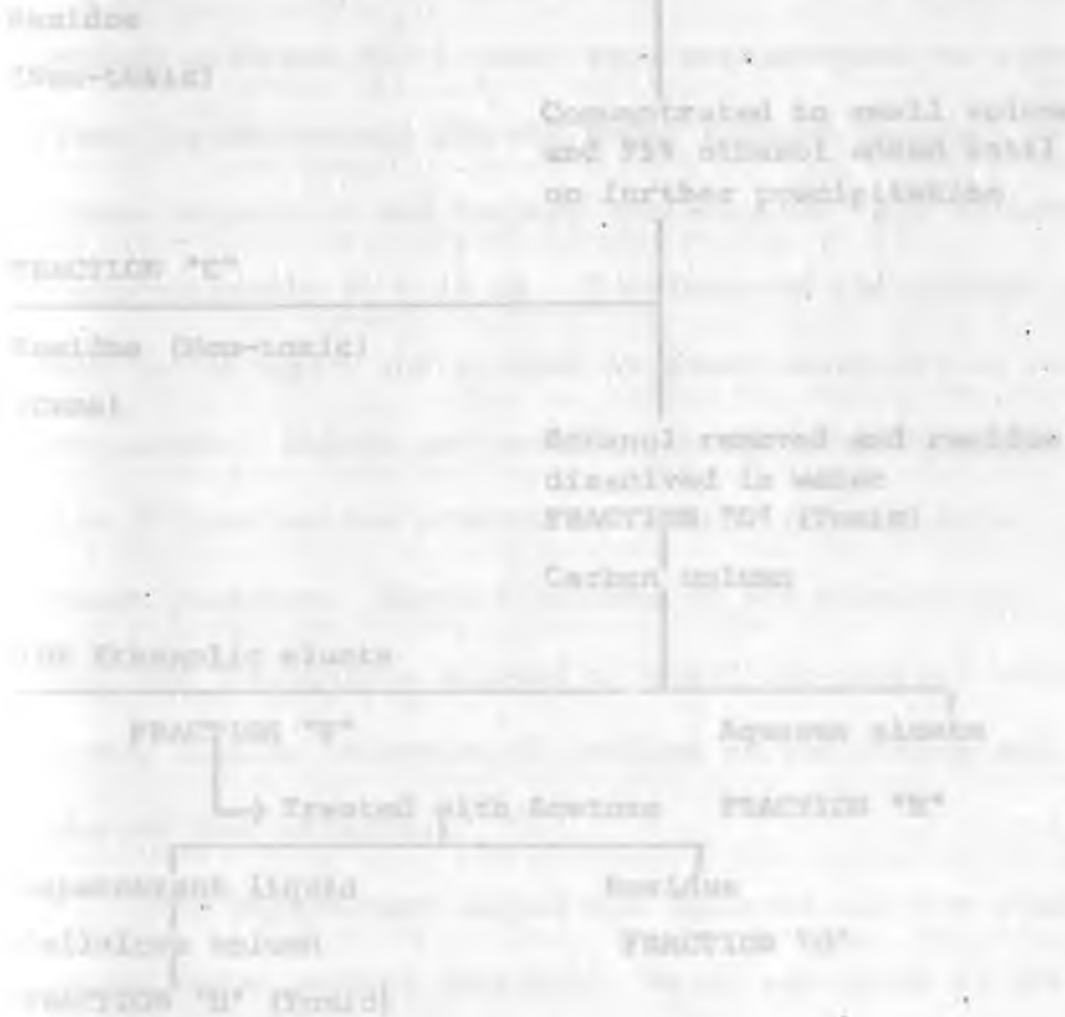 Residue
(Non-toxic)
Concentrated to small volume
and 95% ethanol added until
no further precipitation
FRACTION "C"
Residue (Non-toxic)
Ethanol removed and residue
dissolved in water
FRACTION "D" (Toxic)
Carbon column
Ethanolic eluate
FRACTION "F" Aqueous eluate
Treated with Acetone FRACTION "E"
liquid Residue
column FRACTION "G"
FRACTION "H" (Toxic)